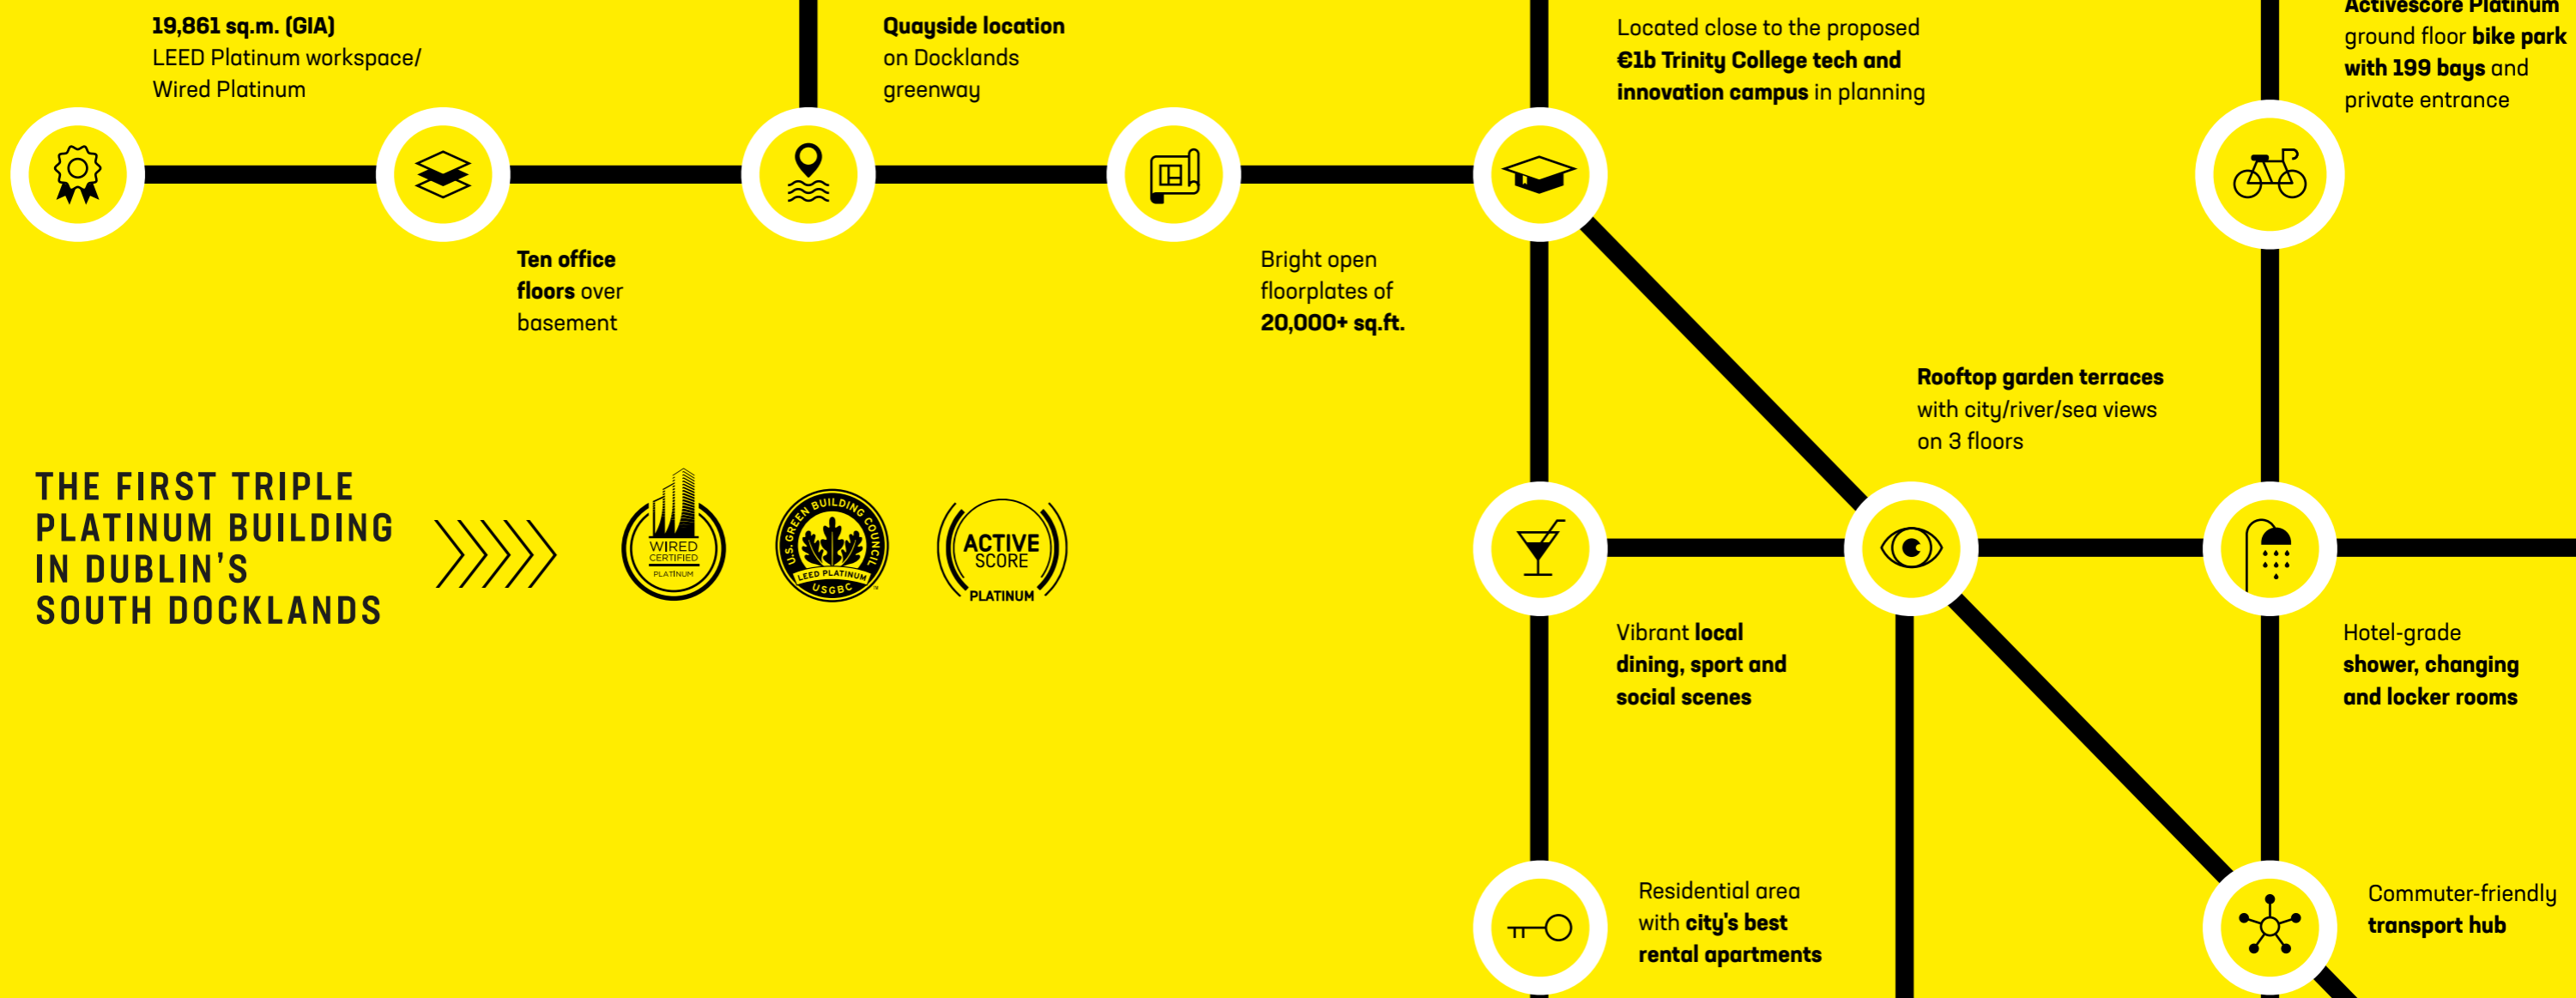 19,861 sq.m. (GIA)
LEED Platinum workspace/
Wired Platinum
Quayside location
on Docklands
greenway
Located close to the proposed
€1b Trinity College tech and
innovation campus in planning
Activescore Platinum
ground floor bike park
with 199 bays and
private entrance
Ten office
floors over
basement
Bright open
floorplates of
20,000+ sq.ft.
Rooftop garden terraces
with city/river/sea views
on 3 floors
THE FIRST TRIPLE
PLATINUM BUILDING
IN DUBLIN'S
SOUTH DOCKLANDS
WIRED
CERTIFIED
PLATINUM
U.S. GREEN BUILDING COUNCIL
LEED PLATINUM
USGBC
TM
ACTIVE
SCORE
PLATINUM
Vibrant local
dining, sport and
social scenes
Hotel-grade
shower, changing
and locker rooms
Residential area
with city's best
rental apartments
Commuter-friendly
transport hub